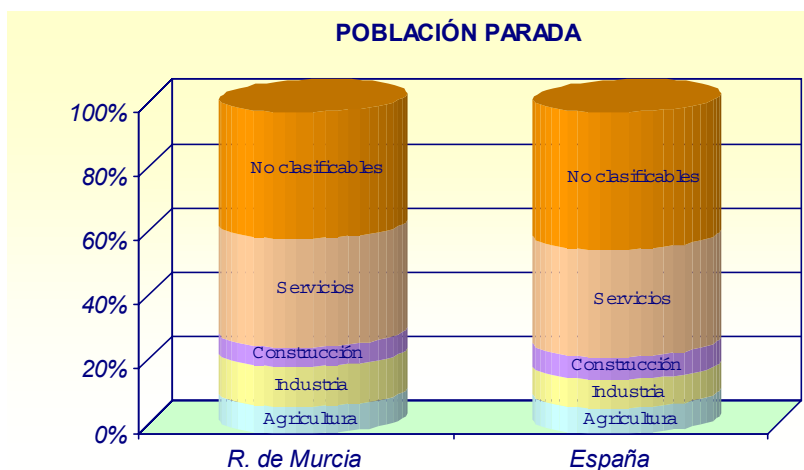 POBLACIÓN PARADA
100%
80%
60%
40%
20%
0%
No clasificables
Servicios
Construcción
Industria
Agricultura
No clasificables
Servicios
Construcción
Industria
Agricultura
R. de Murcia
España